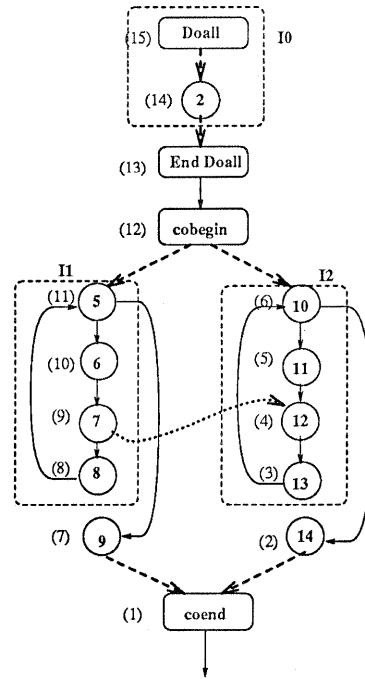 (15) Doall I0
(14) 2
(13) End Doall
(12) cobegin
I1 I2
(11) 5 (6) 10
(10) 6 (5) 11
(9) 7 (4) 12
(8) 8 (3) 13
(7) 9 (2) 14
(1) coend